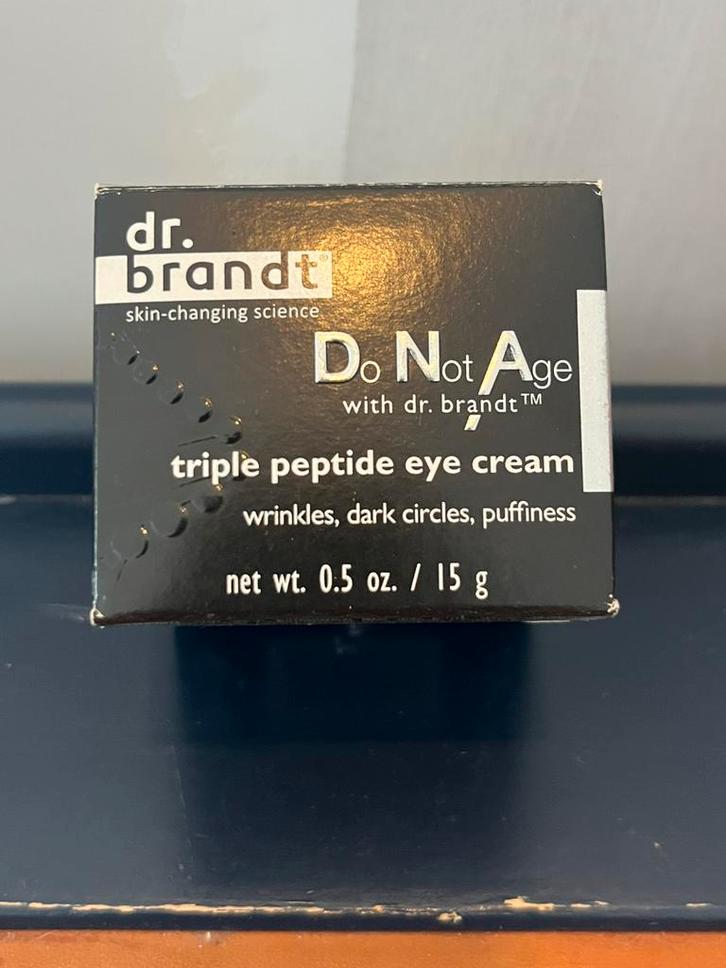 dr.
brandt®
skin-changing science
Do Not Age
with dr. brandt™
triple peptide eye cream
wrinkles, dark circles, puffiness
net wt. 0.5 oz. / 15 g